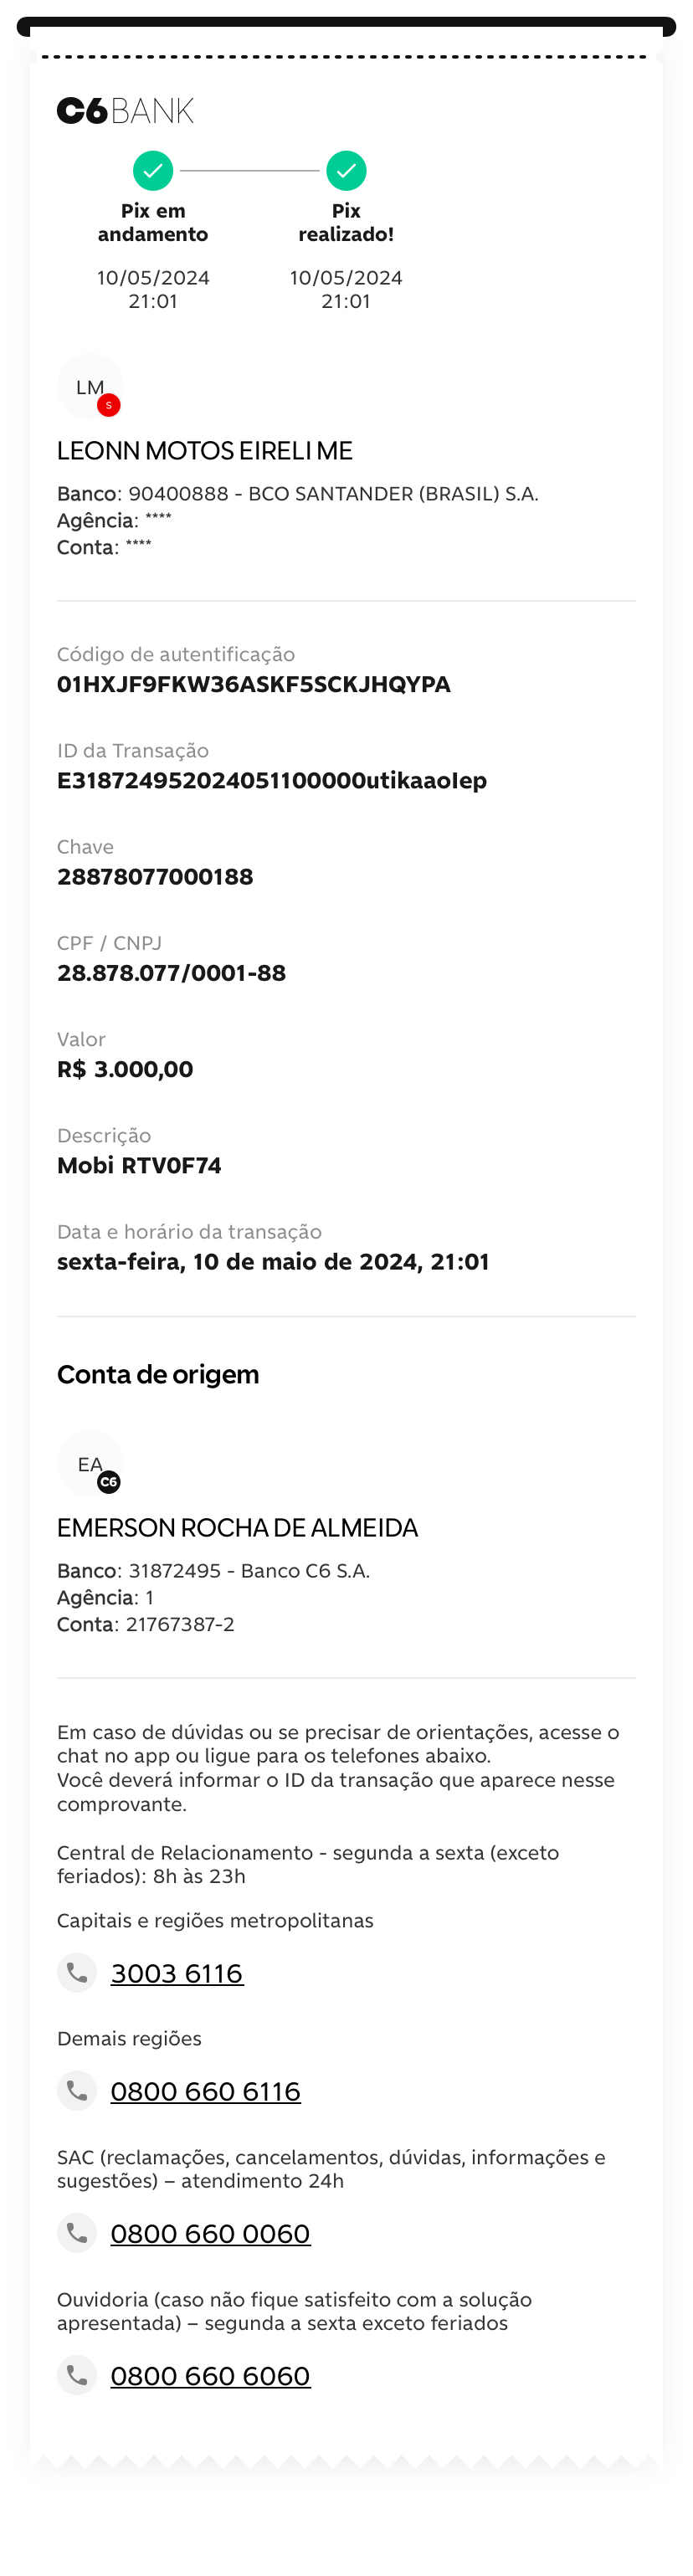 C6BANK
Pix em
andamento
10/05/2024
21:01
Pix
realizado!
10/05/2024
21:01
LM
S
LEONN MOTOS EIRELI ME
Banco: 90400888 - BCO SANTANDER (BRASIL) S.A.
Agência: ****
Conta: ****
Código de autentificação
01HXJF9FKW36ASKF5SCKJHQYPA
ID da Transação
E318724952024051100000utikaaoIep
Chave
28878077000188
CPF / CNPJ
28.878.077/0001-88
Valor
R$ 3.000,00
Descrição
Mobi RTV0F74
Data e horário da transação
sexta-feira, 10 de maio de 2024, 21:01
Conta de origem
EA
C6
EMERSON ROCHA DE ALMEIDA
Banco: 31872495 - Banco C6 S.A.
Agência: 1
Conta: 21767387-2
Em caso de dúvidas ou se precisar de orientações, acesse o
chat no app ou ligue para os telefones abaixo.
Você deverá informar o ID da transação que aparece nesse
comprovante.
Central de Relacionamento - segunda a sexta (exceto
feriados): 8h às 23h
Capitais e regiões metropolitanas
3003 6116
Demais regiões
0800 660 6116
SAC (reclamações, cancelamentos, dúvidas, informações e
sugestões) – atendimento 24h
0800 660 0060
Ouvidoria (caso não fique satisfeito com a solução
apresentada) – segunda a sexta exceto feriados
0800 660 6060